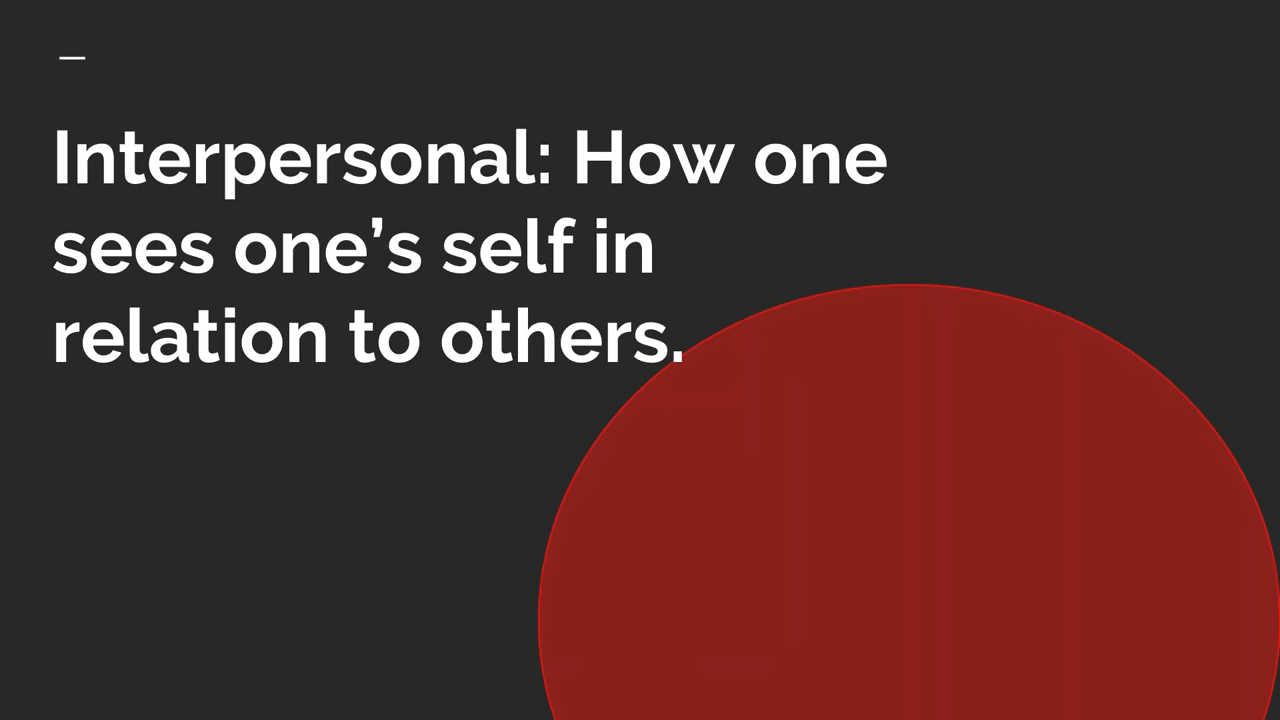 Interpersonal: How one
sees one’s self in
relation to others.